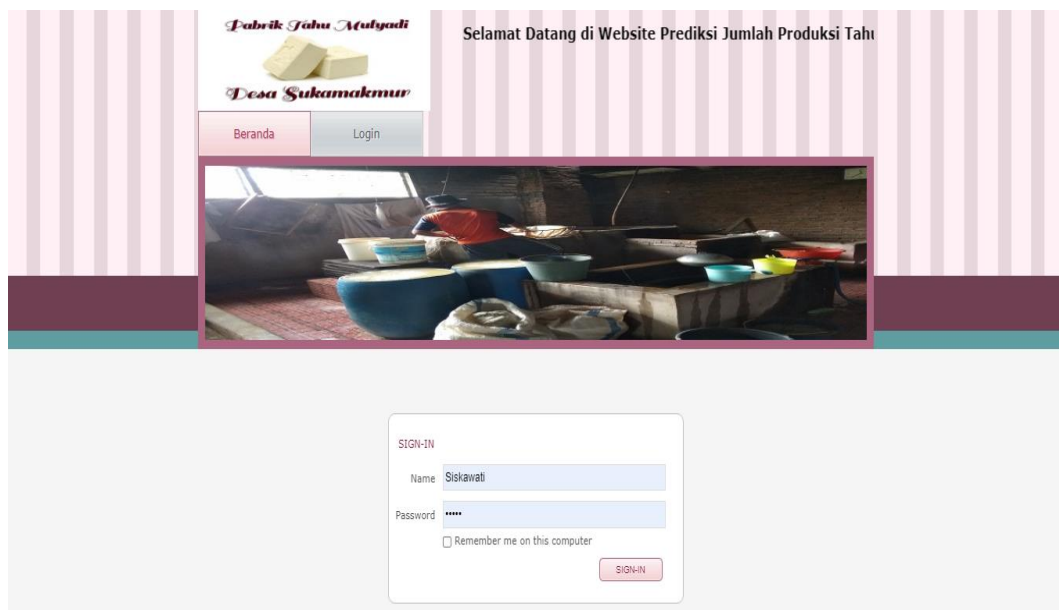 Pabrik Tahu Mulyadi
Desa Sukamakmur
Selamat Datang di Website Prediksi Jumlah Produksi Tahu
Beranda
Login
SIGN-IN
Name Siskawati
Password •••••
Remember me on this computer
SIGN-IN